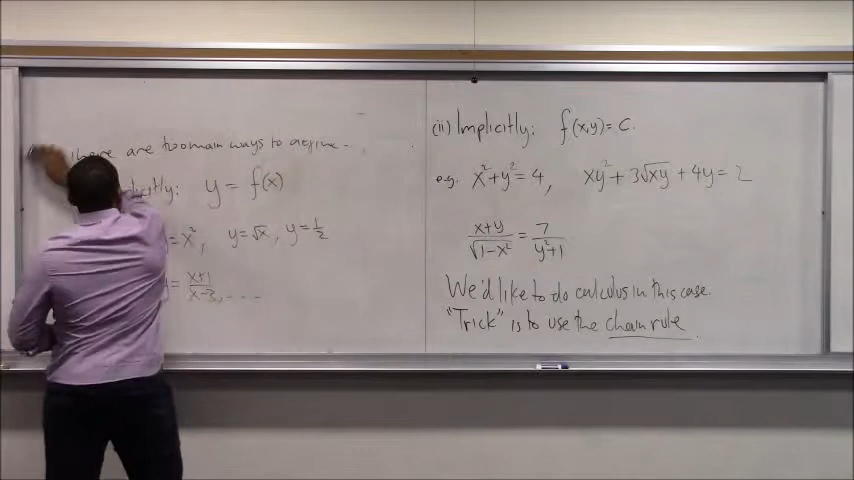 there are two main ways to define
icitly: y = f(x)
= x², y = √x, y = 1/2
= x+1/x-3, - - -
(ii) Implicitly: f(x,y) = C.
e.g. x² + y² = 4, xy² + 3√xy + 4y = 2
x+y/√1-x² = 7/y²+1
We'd like to do calculus in this case.
"Trick" is to use the chain rule